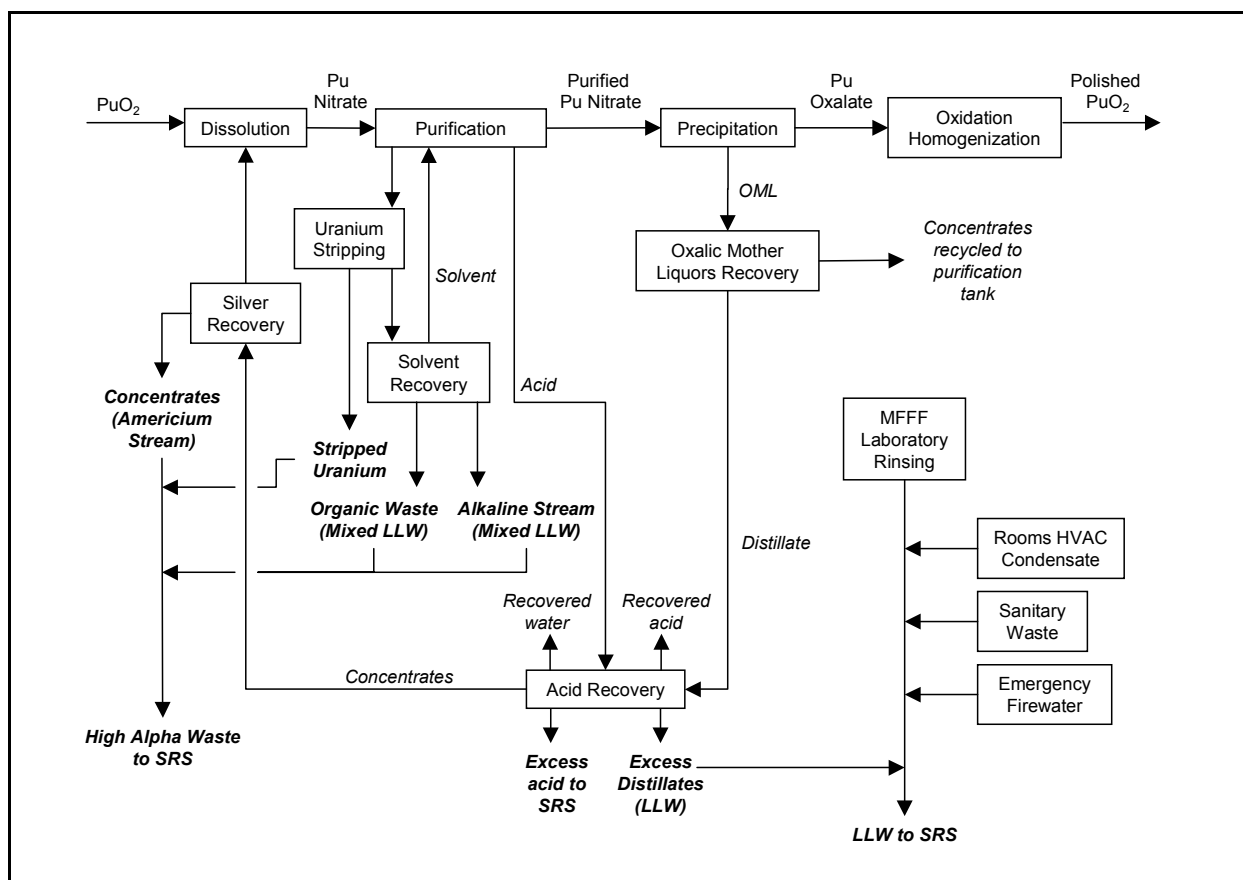 PuO2
Dissolution
Pu
Nitrate
Purification
Purified
Pu Nitrate
Precipitation
Pu
Oxalate
Oxidation
Homogenization
Polished
PuO2
OML
Uranium
Stripping
Solvent
Oxalic Mother
Liquors Recovery
Concentrates
recycled to
purification
tank
Silver
Recovery
Solvent
Recovery
Acid
Concentrates
(Americium
Stream)
Stripped
Uranium
Organic Waste
(Mixed LLW)
Alkaline Stream
(Mixed LLW)
MFFF
Laboratory
Rinsing
Distillate
Rooms HVAC
Condensate
Recovered
water
Recovered
acid
Sanitary
Waste
Concentrates
Acid Recovery
Emergency
Firewater
High Alpha Waste
to SRS
Excess
acid to
SRS
Excess
Distillates
(LLW)
LLW to SRS